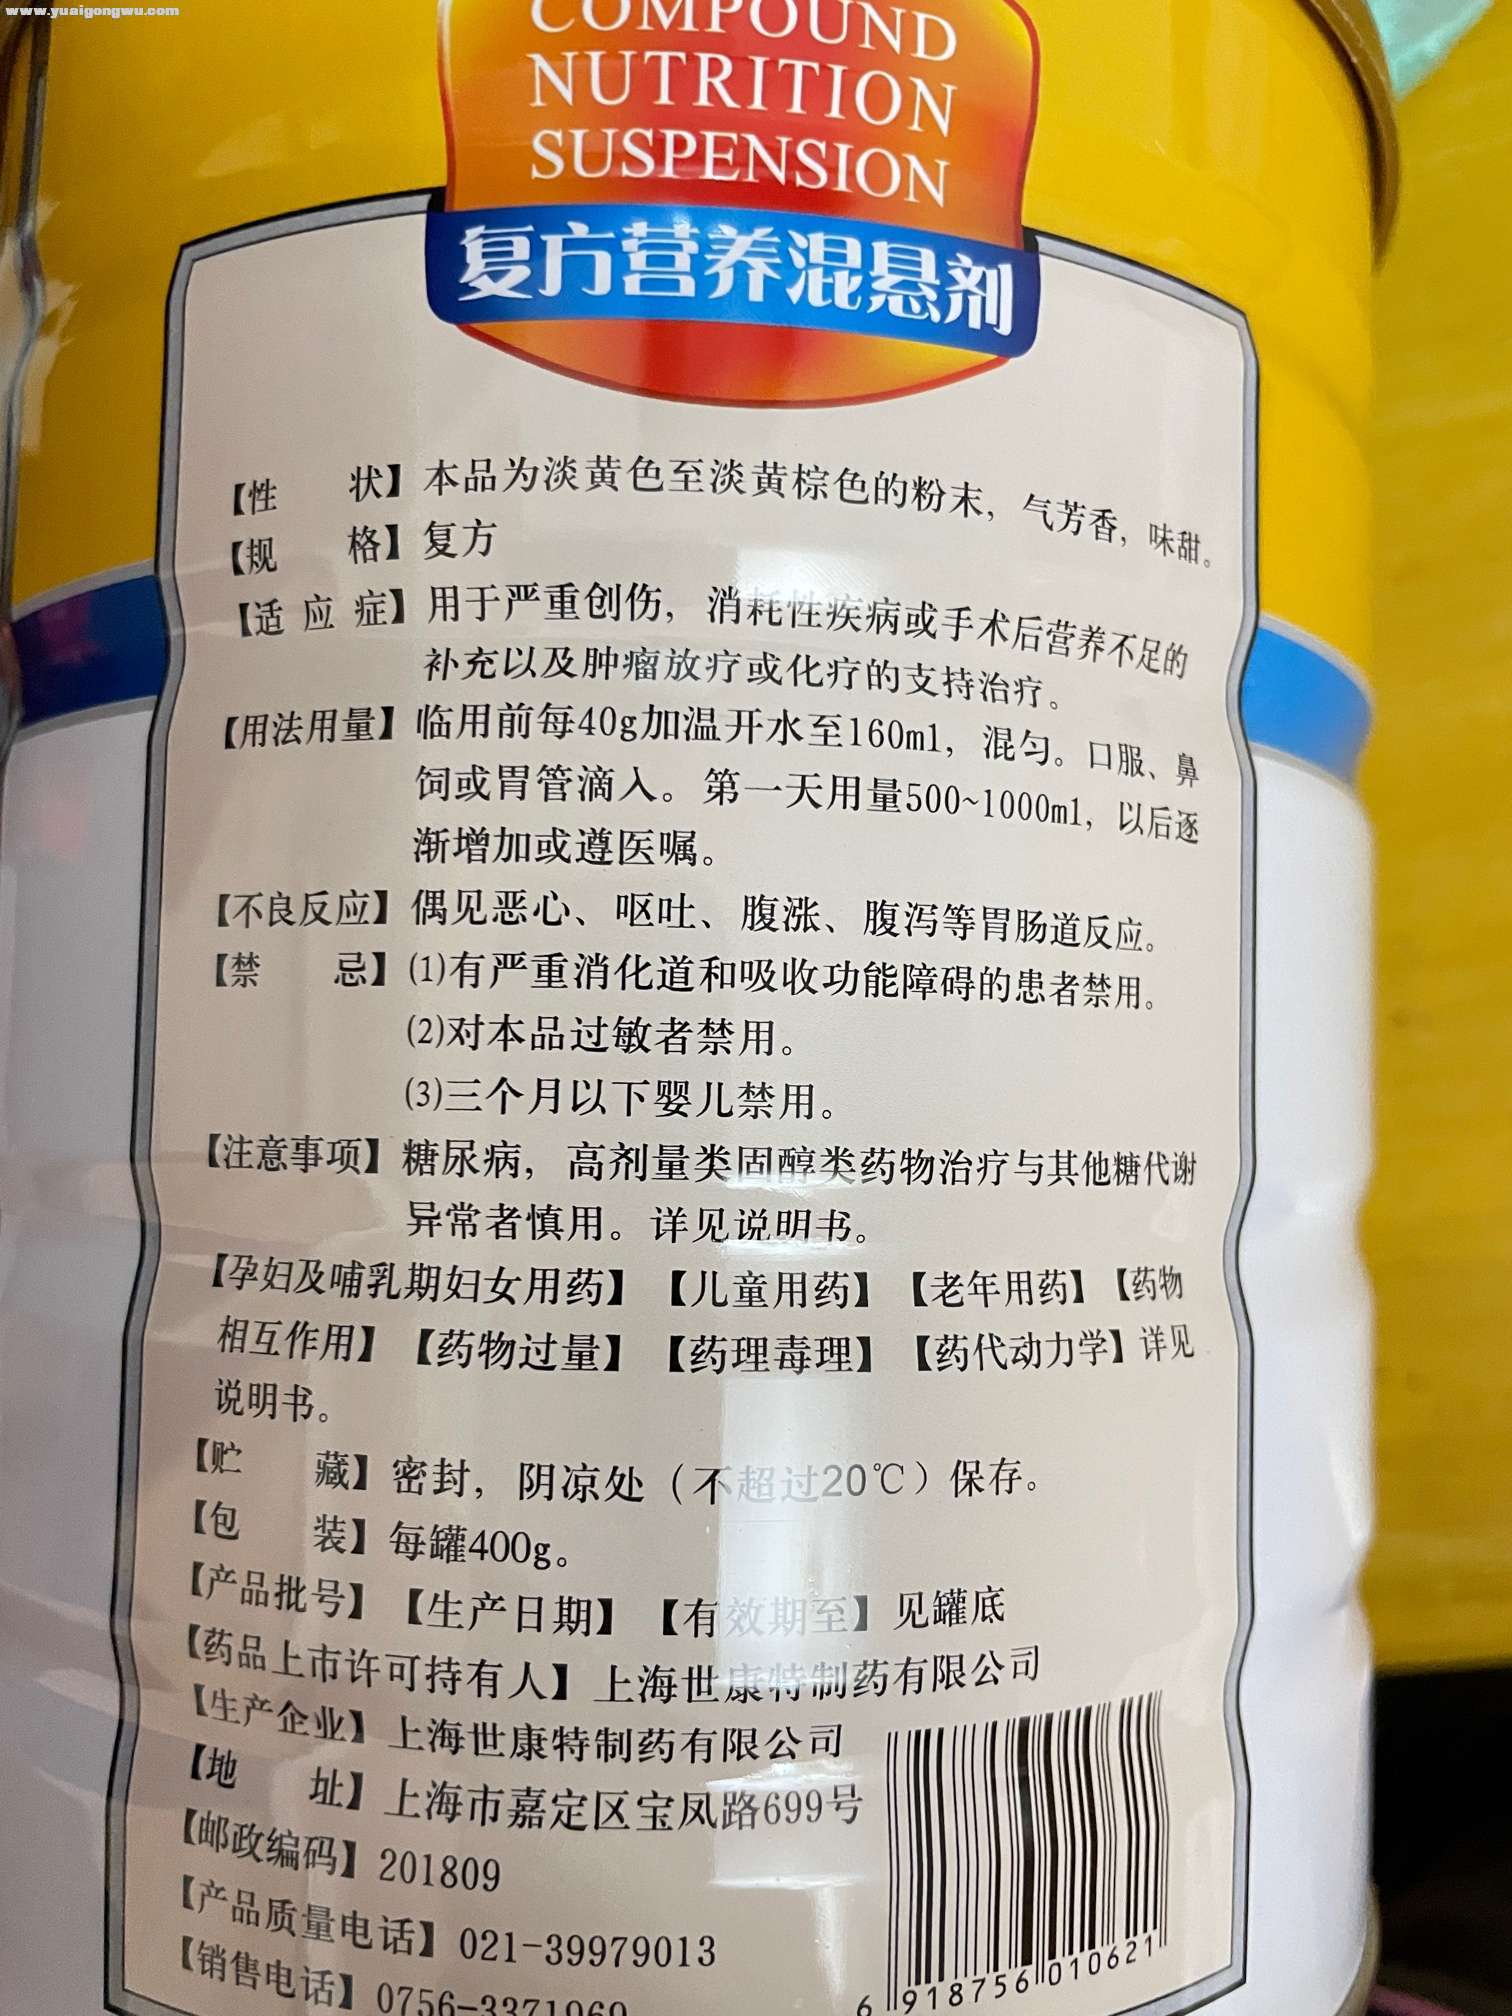 www.yuaigongwu.com
COMPOUND
NUTRITION
SUSPENSION
复方营养混悬剂
【性 状】本品为淡黄色至淡黄棕色的粉末，气芳香，味甜。
【规 格】复方
【适 应 症】用于严重创伤，消耗性疾病或手术后营养不足的
补充以及肿瘤放疗或化疗的支持治疗。
【用法用量】临用前每40g加温开水至160ml，混匀。口服、鼻
饲或胃管滴入。第一天用量500~1000ml，以后逐
渐增加或遵医嘱。
【不良反应】偶见恶心、呕吐、腹涨、腹泻等胃肠道反应。
【禁 忌】(1)有严重消化道和吸收功能障碍的患者禁用。
(2)对本品过敏者禁用。
(3)三个月以下婴儿禁用。
【注意事项】糖尿病，高剂量类固醇类药物治疗与其他糖代谢
异常者慎用。详见说明书。
【孕妇及哺乳期妇女用药】【儿童用药】【老年用药】【药物
相互作用】【药物过量】【药理毒理】【药代动力学】详见
说明书。
【贮 藏】密封，阴凉处（不超过20℃）保存。
【包 装】每罐400g。
【产品批号】【生产日期】【有效期至】见罐底
【药品上市许可持有人】上海世康特制药有限公司
【生产企业】上海世康特制药有限公司
【地 址】上海市嘉定区宝凤路699号
【邮政编码】201809
【产品质量电话】021-39979013
【销售电话】0756-3371969
6 918756 010621